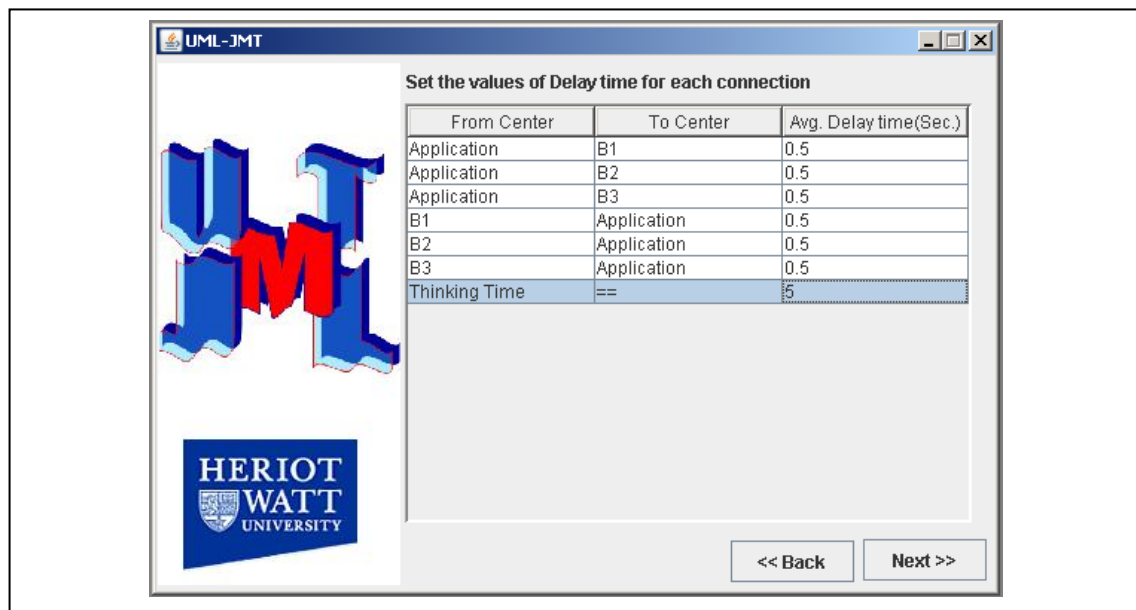 UML-JMT
Set the values of Delay time for each connection
From Center To Center Avg. Delay time(Sec.)
Application B1 0.5
Application B2 0.5
Application B3 0.5
B1 Application 0.5
B2 Application 0.5
B3 Application 0.5
Thinking Time == 5
U T
M
J L
HERIOT
WATT
UNIVERSITY
<< Back Next >>